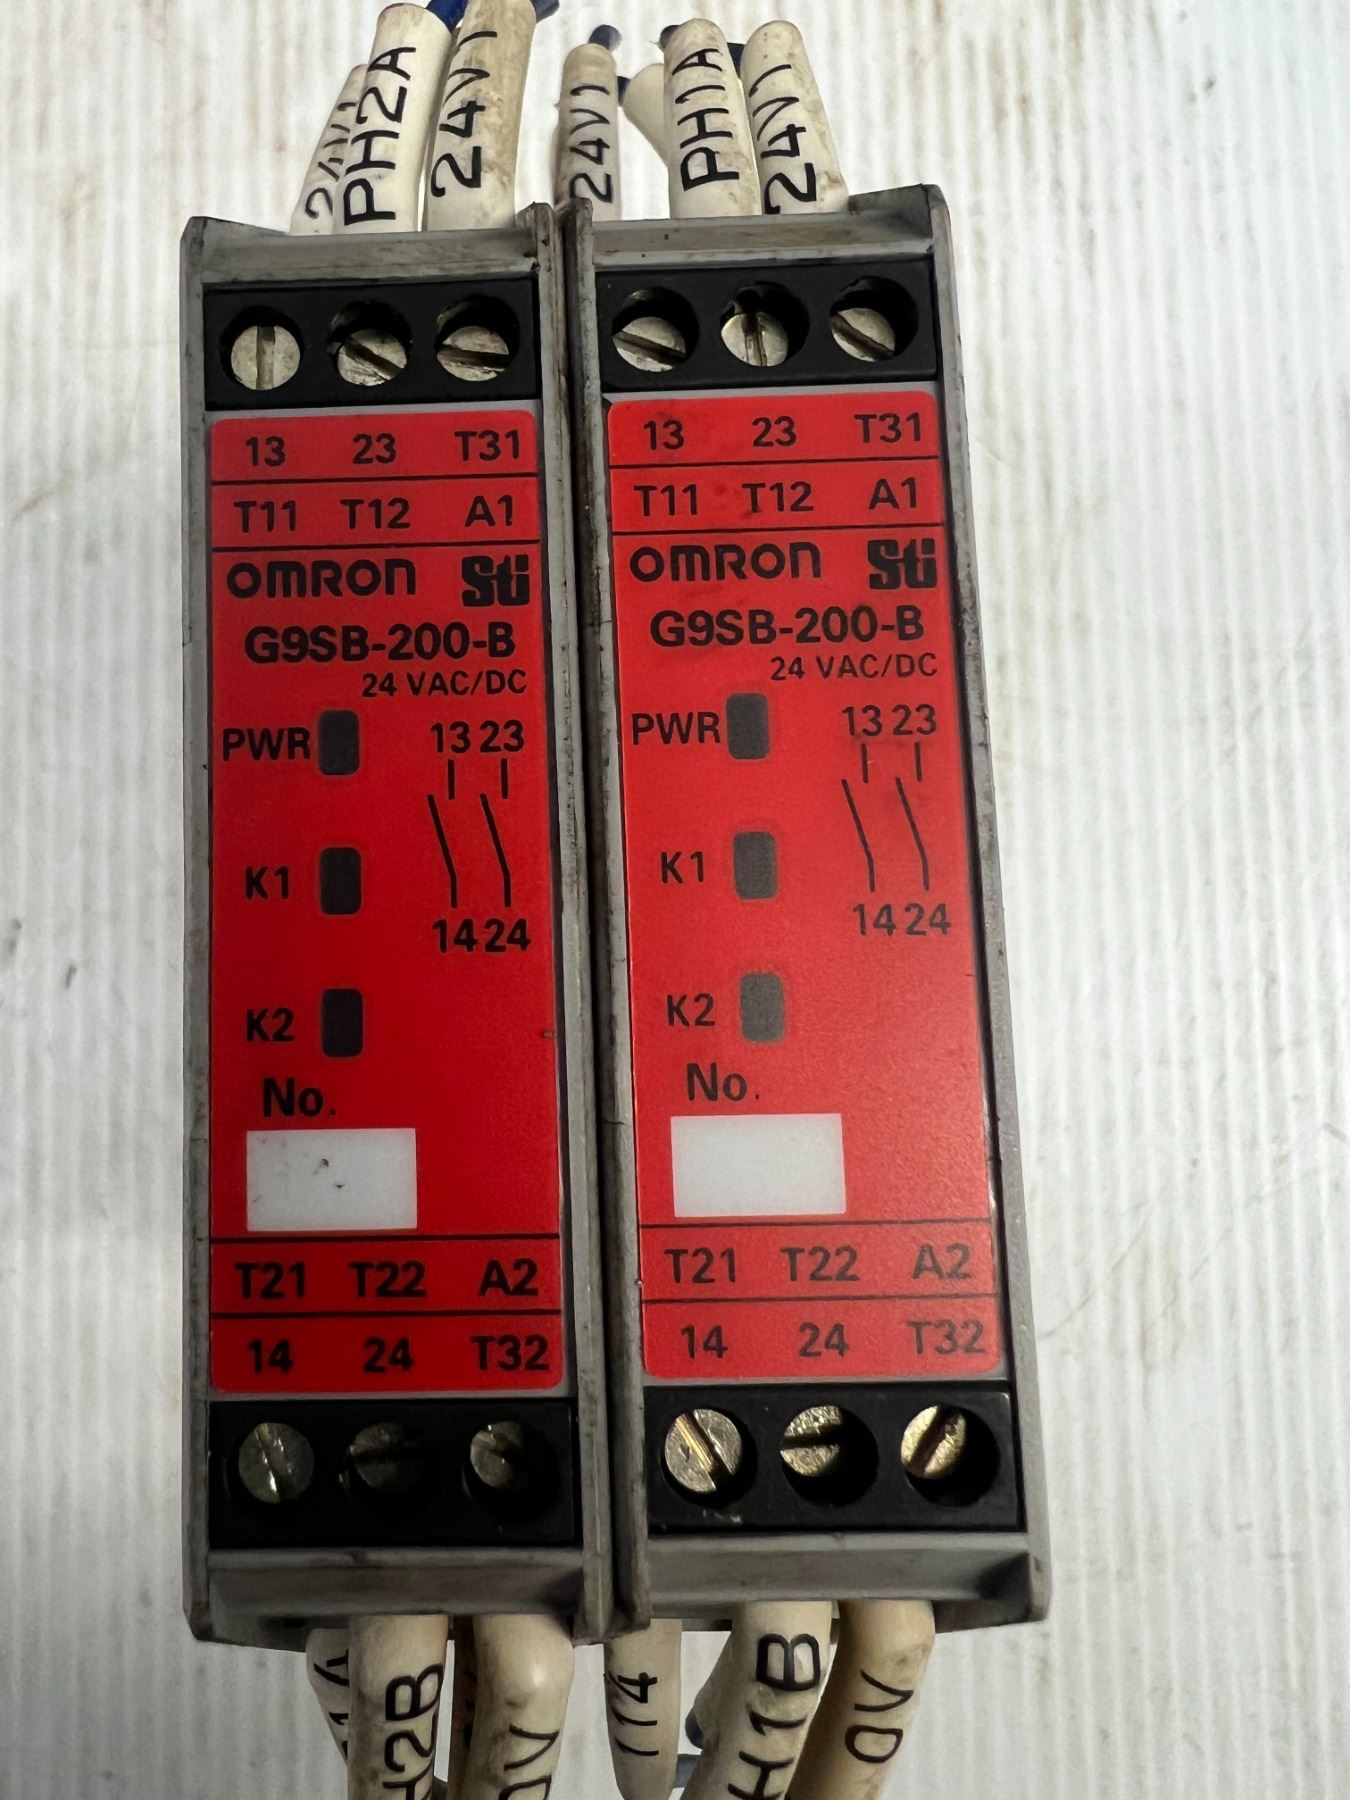 PH2A
24V1
24V1
PH1A
24V1
13 23 T31
T11 T12 A1
OMRON Sti
G9SB-200-B
24 VAC/DC
PWR 13 23
K1
14 24
K2
No.
T21 T22 A2
14 24 T32
13 23 T31
T11 T12 A1
OMRON Sti
G9SB-200-B
24 VAC/DC
PWR 13 23
K1
14 24
K2
No.
T21 T22 A2
14 24 T32
H2B
0V
114
H1B
0V